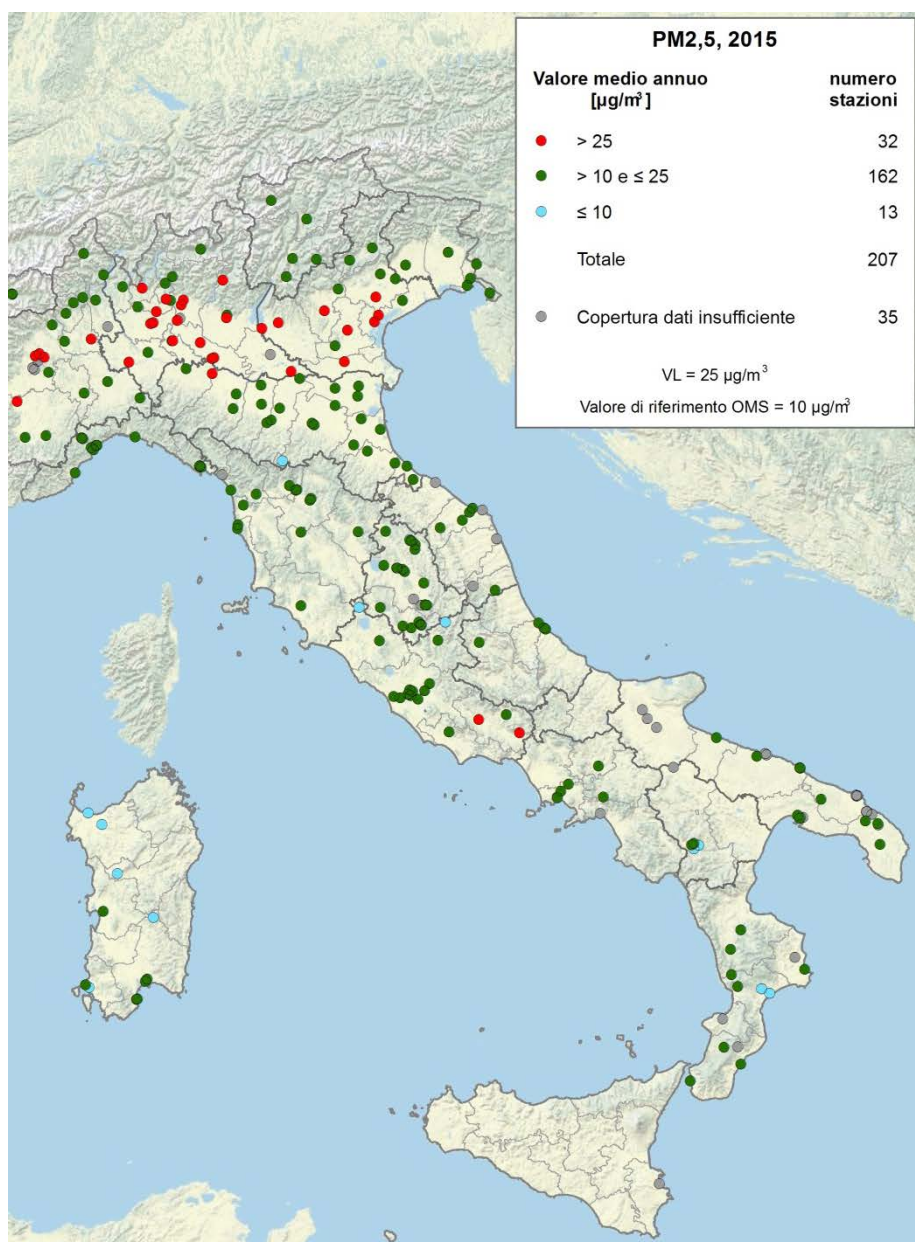 PM2,5, 2015
Valore medio annuo numero
[µg/m³] stazioni
> 25 32
> 10 e ≤ 25 162
≤ 10 13
Totale 207
Copertura dati insufficiente 35
VL = 25 µg/m³
Valore di riferimento OMS = 10 µg/m³